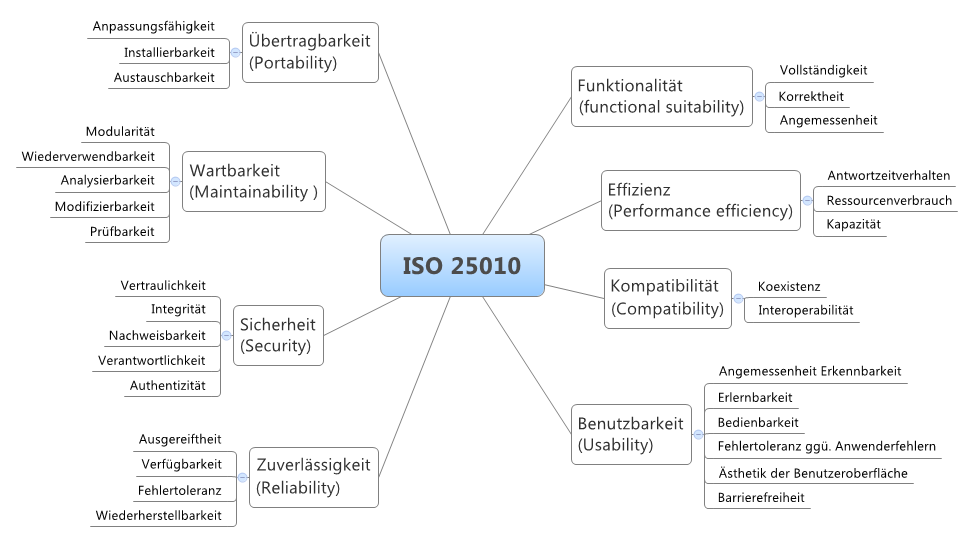 ISO 25010
Übertragbarkeit
(Portability)
Anpassungsfähigkeit
Installierbarkeit
Austauschbarkeit
Wartbarkeit
(Maintainability )
Modularität
Wiederverwendbarkeit
Analysierbarkeit
Modifizierbarkeit
Prüfbarkeit
Sicherheit
(Security)
Vertraulichkeit
Integrität
Nachweisbarkeit
Verantwortlichkeit
Authentizität
Zuverlässigkeit
(Reliability)
Ausgereiftheit
Verfügbarkeit
Fehlertoleranz
Wiederherstellbarkeit
Funktionalität
(functional suitability)
Vollständigkeit
Korrektheit
Angemessenheit
Effizienz
(Performance efficiency)
Antwortzeitverhalten
Ressourcenverbrauch
Kapazität
Kompatibilität
(Compatibility)
Koexistenz
Interoperabilität
Benutzbarkeit
(Usability)
Angemessenheit Erkennbarkeit
Erlernbarkeit
Bedienbarkeit
Fehlertoleranz ggü. Anwenderfehlern
Ästhetik der Benutzeroberfläche
Barrierefreiheit